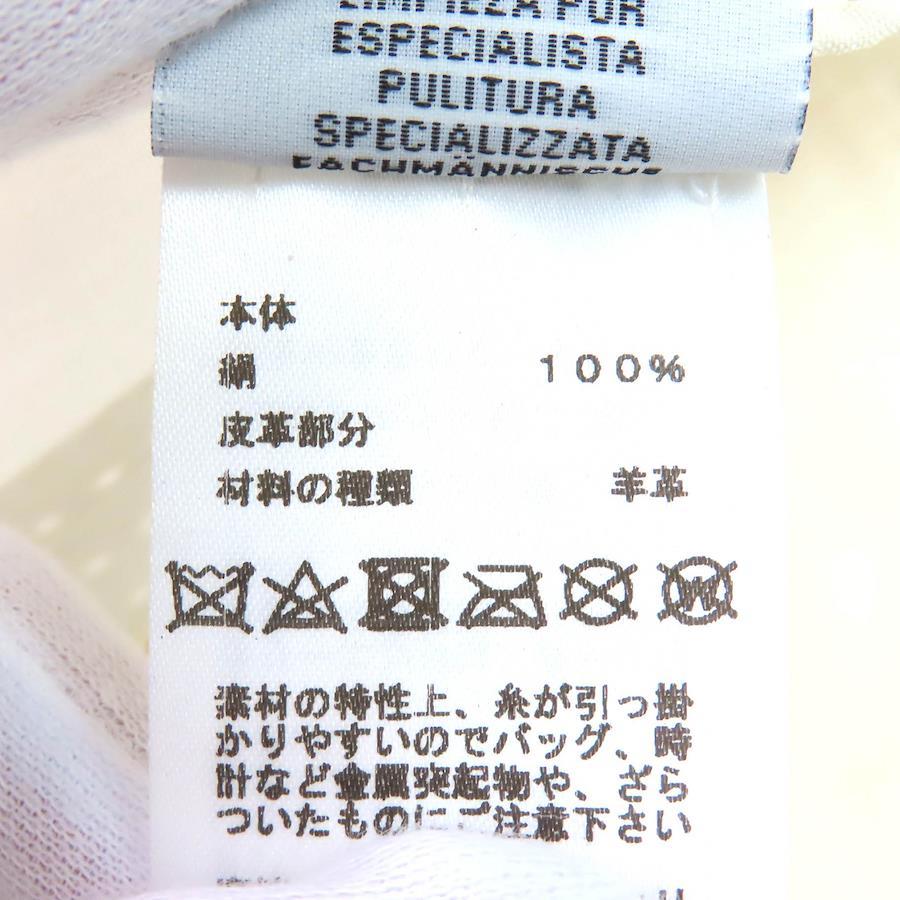 LIMPIEZA POR
ESPECIALISTA
PULITURA
SPECIALIZZATA
本体
綿 100%
皮革部分
材料の種類 羊革
W
素材の特性上、糸が引っ掛
かりやすいのでバッグ、時
計など金属突起物や、ざら
ついたものにご注意下さい